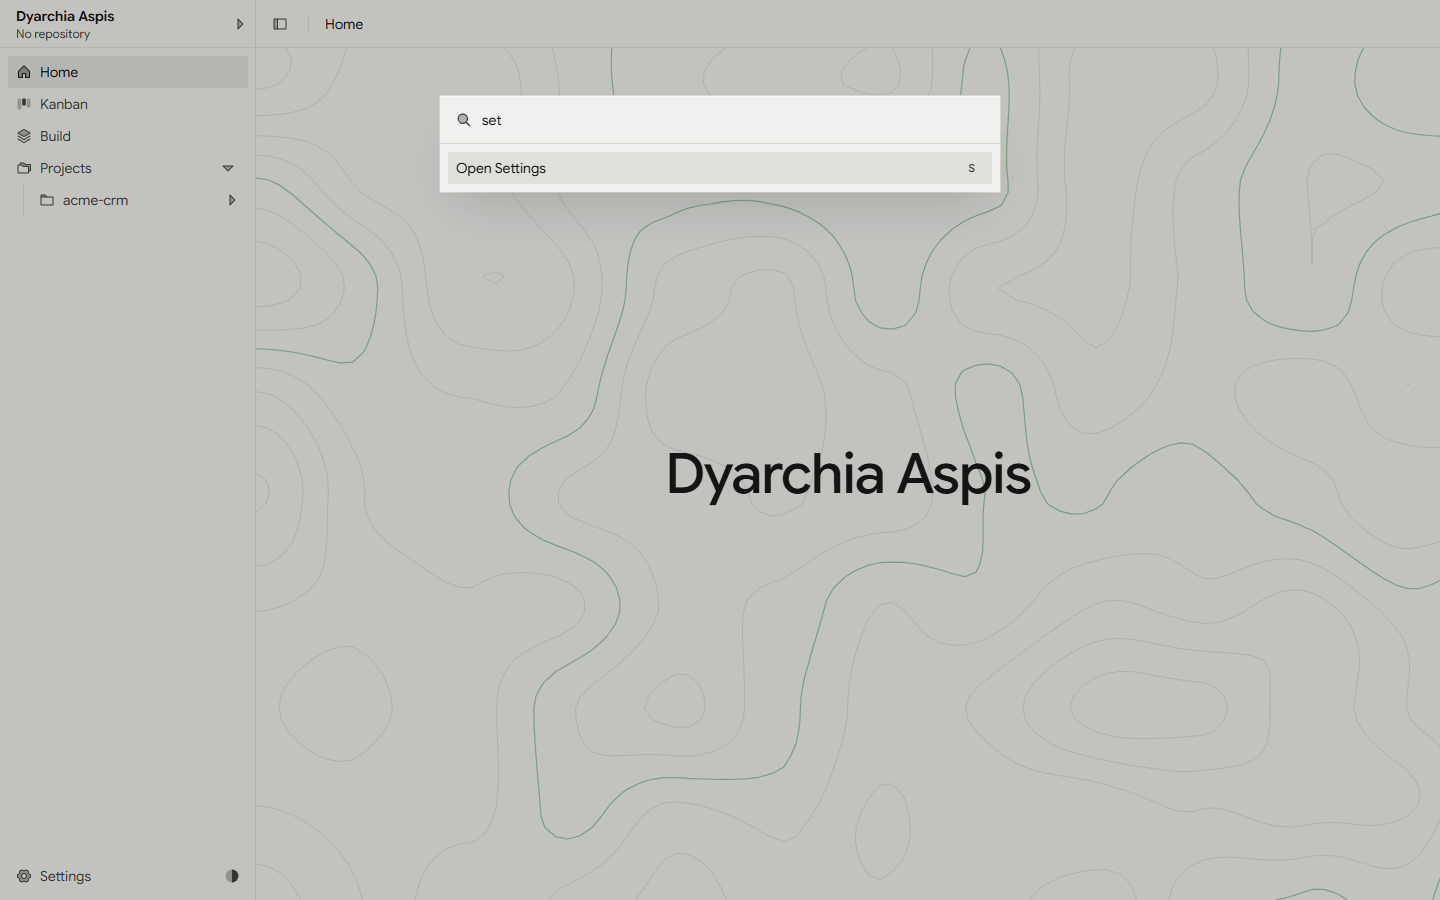 Dyarchia Aspis
No repository
Home
Home
Kanban
Build
Projects
acme-crm
set
Open Settings S
Dyarchia Aspis
Settings